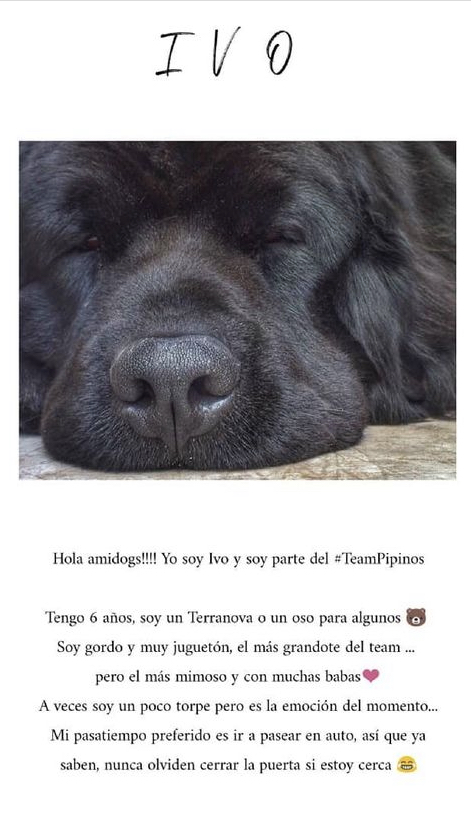 IVO
Hola amidogs!!!! Yo soy Ivo y soy parte del #TeamPipinos
Tengo 6 años, soy un Terranova o un oso para algunos 🐻
Soy gordo y muy juguetón, el más grandote del team ...
pero el más mimoso y con muchas babas❤
A veces soy un poco torpe pero es la emoción del momento...
Mi pasatiempo preferido es ir a pasear en auto, así que ya
saben, nunca olviden cerrar la puerta si estoy cerca 😂